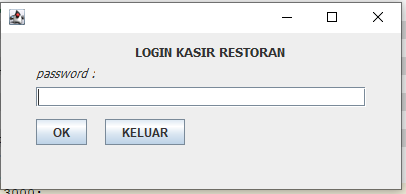 LOGIN KASIR RESTORAN
password :
OK KELUAR